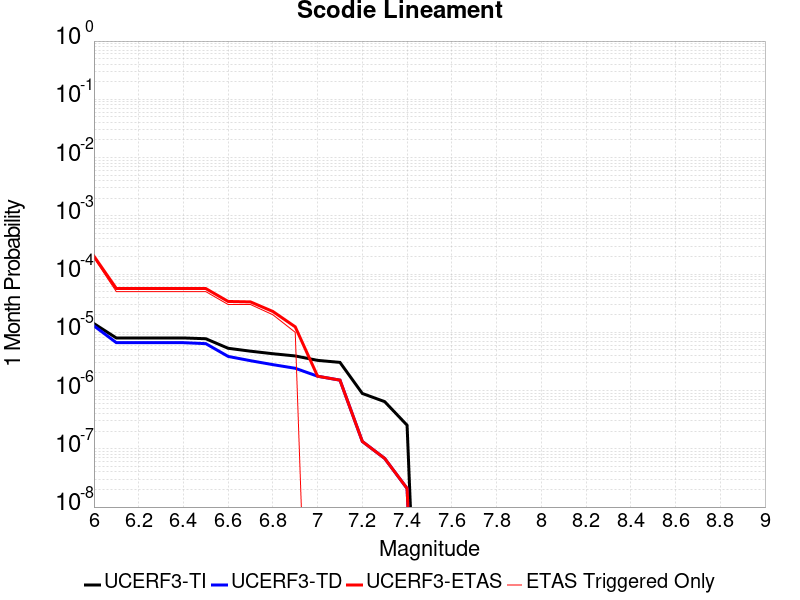 Scodie Lineament
10^0
10^-1
10^-2
10^-3
10^-4
10^-5
10^-6
10^-7
10^-8
1 Month Probability
6 6.2 6.4 6.6 6.8 7 7.2 7.4 7.6 7.8 8 8.2 8.4 8.6 8.8 9
Magnitude
UCERF3-TI UCERF3-TD UCERF3-ETAS ETAS Triggered Only